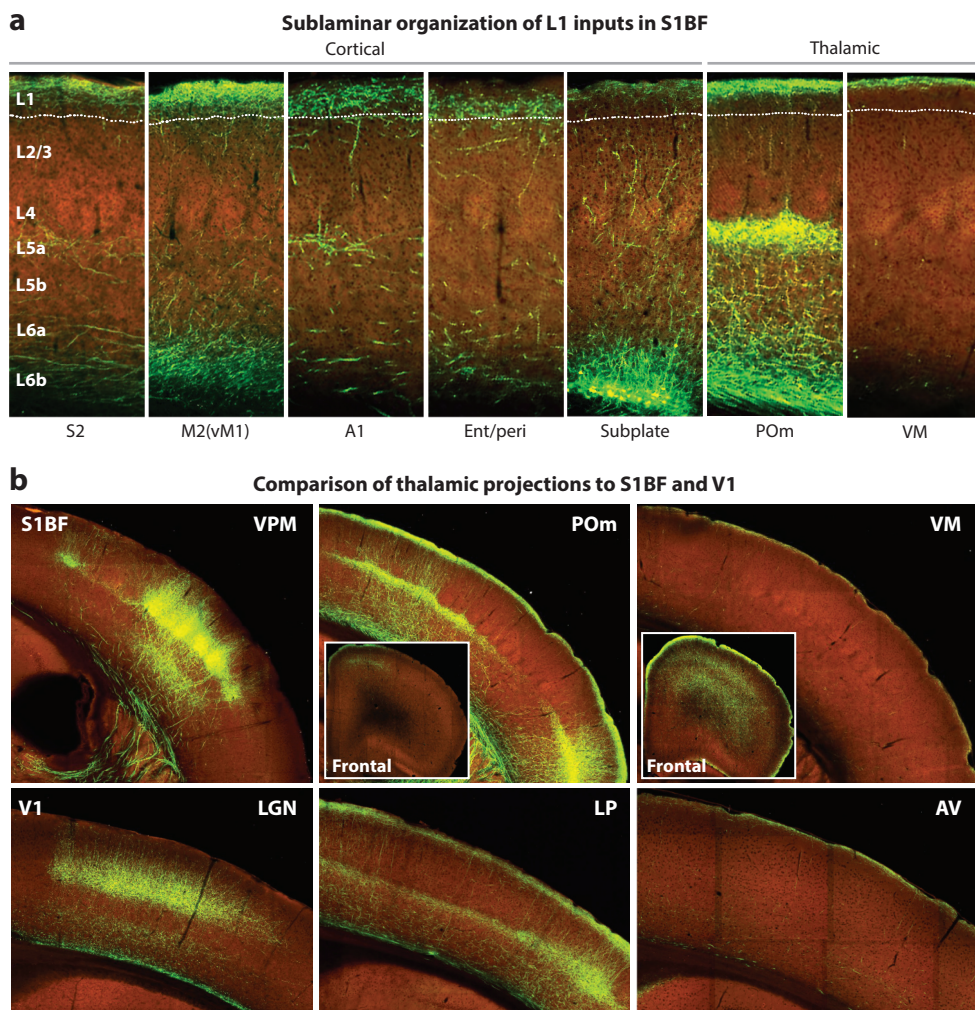 a
Sublaminar organization of L1 inputs in S1BF
Cortical
Thalamic
L1
L2/3
L4
L5a
L5b
L6a
L6b
S2
M2(vM1)
A1
Ent/peri
Subplate
POm
VM
b
Comparison of thalamic projections to S1BF and V1
S1BF
VPM
POm
VM
Frontal
Frontal
V1
LGN
LP
AV